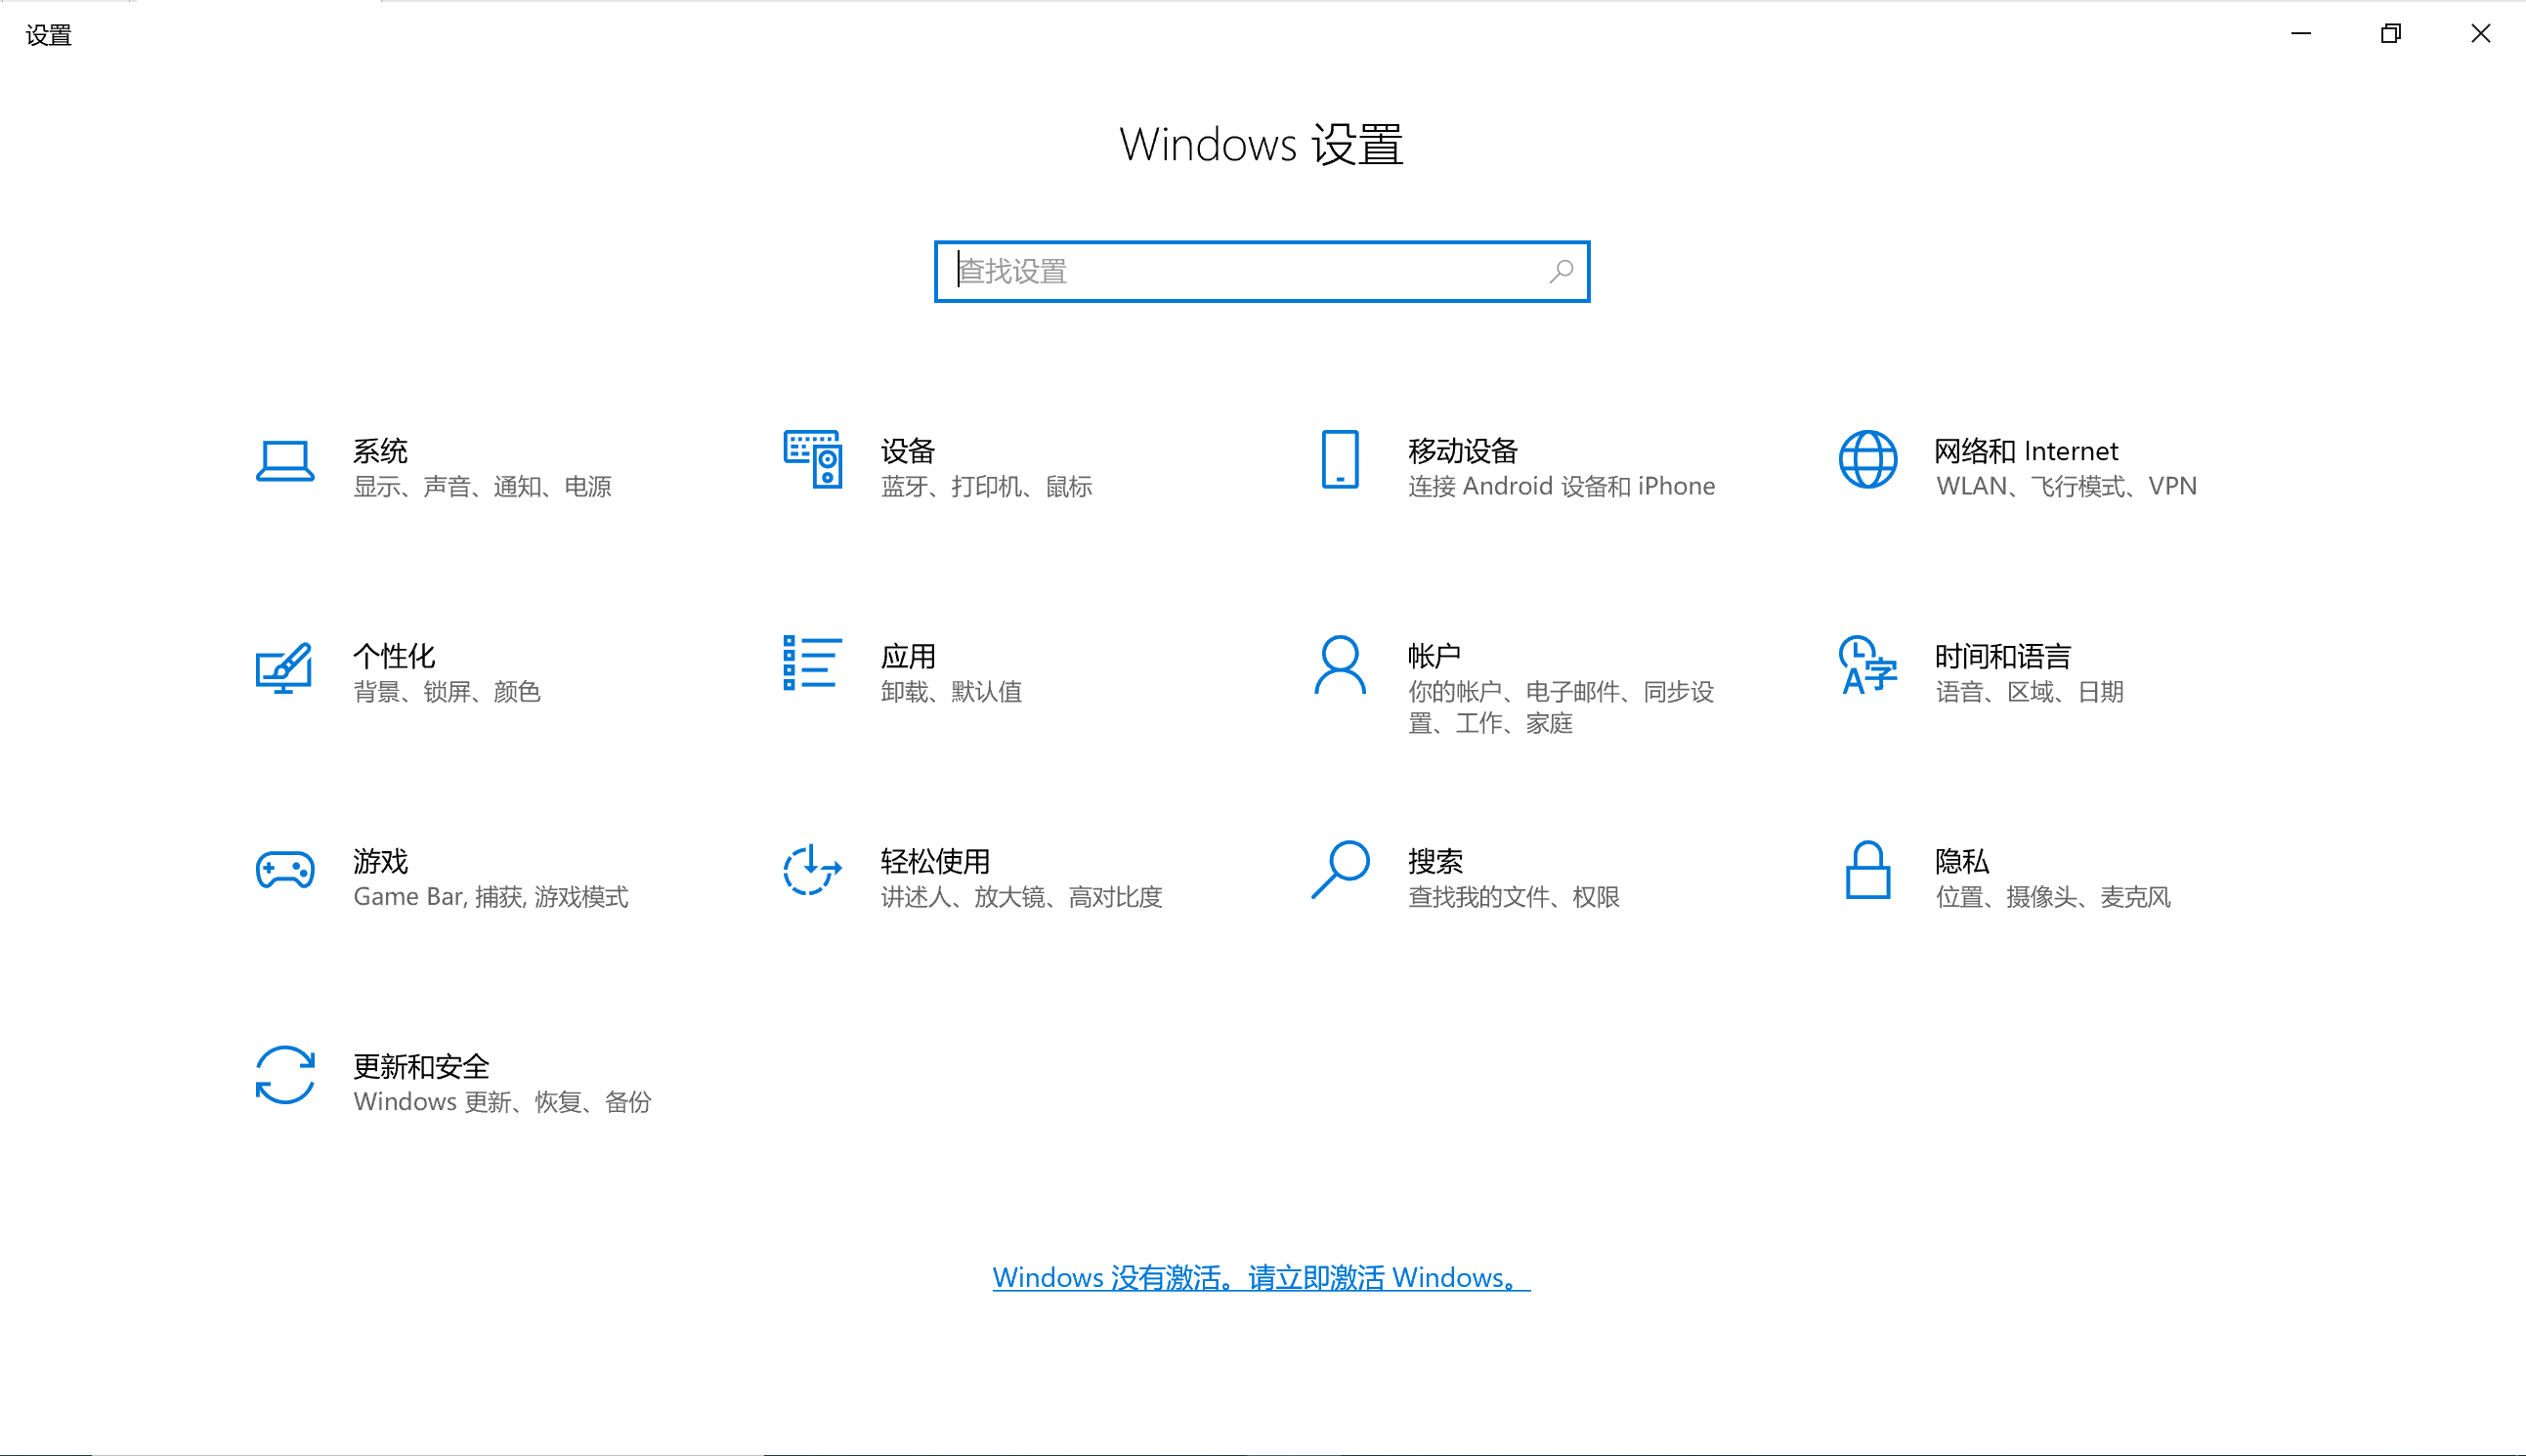 设置
Windows 设置
查找设置
系统
显示、声音、通知、电源
设备
蓝牙、打印机、鼠标
移动设备
连接 Android 设备和 iPhone
网络和 Internet
WLAN、飞行模式、VPN
个性化
背景、锁屏、颜色
应用
卸载、默认值
帐户
你的帐户、电子邮件、同步设
置、工作、家庭
时间和语言
语音、区域、日期
游戏
Game Bar, 捕获, 游戏模式
轻松使用
讲述人、放大镜、高对比度
搜索
查找我的文件、权限
隐私
位置、摄像头、麦克风
更新和安全
Windows 更新、恢复、备份
Windows 没有激活。请立即激活 Windows。